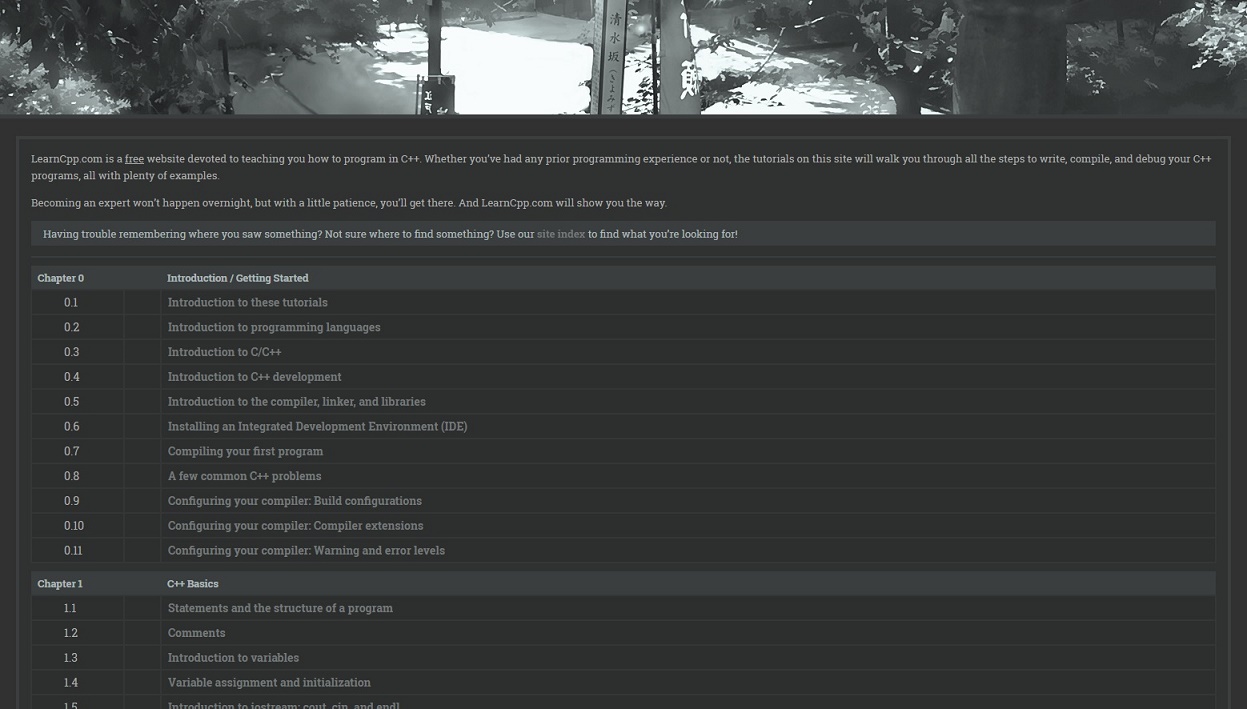 清水坂（きよみず
LearnCpp.com is a free website devoted to teaching you how to program in C++. Whether you've had any prior programming experience or not, the tutorials on this site will walk you through all the steps to write, compile, and debug your C++
programs, all with plenty of examples.
Becoming an expert won't happen overnight, but with a little patience, you'll get there. And LearnCpp.com will show you the way.
Having trouble remembering where you saw something? Not sure where to find something? Use our site index to find what you're looking for!
Chapter 0 Introduction / Getting Started
0.1 Introduction to these tutorials
0.2 Introduction to programming languages
0.3 Introduction to C/C++
0.4 Introduction to C++ development
0.5 Introduction to the compiler, linker, and libraries
0.6 Installing an Integrated Development Environment (IDE)
0.7 Compiling your first program
0.8 A few common C++ problems
0.9 Configuring your compiler: Build configurations
0.10 Configuring your compiler: Compiler extensions
0.11 Configuring your compiler: Warning and error levels
Chapter 1 C++ Basics
1.1 Statements and the structure of a program
1.2 Comments
1.3 Introduction to variables
1.4 Variable assignment and initialization
1.5 Introduction to iostream: cout, cin, and endl